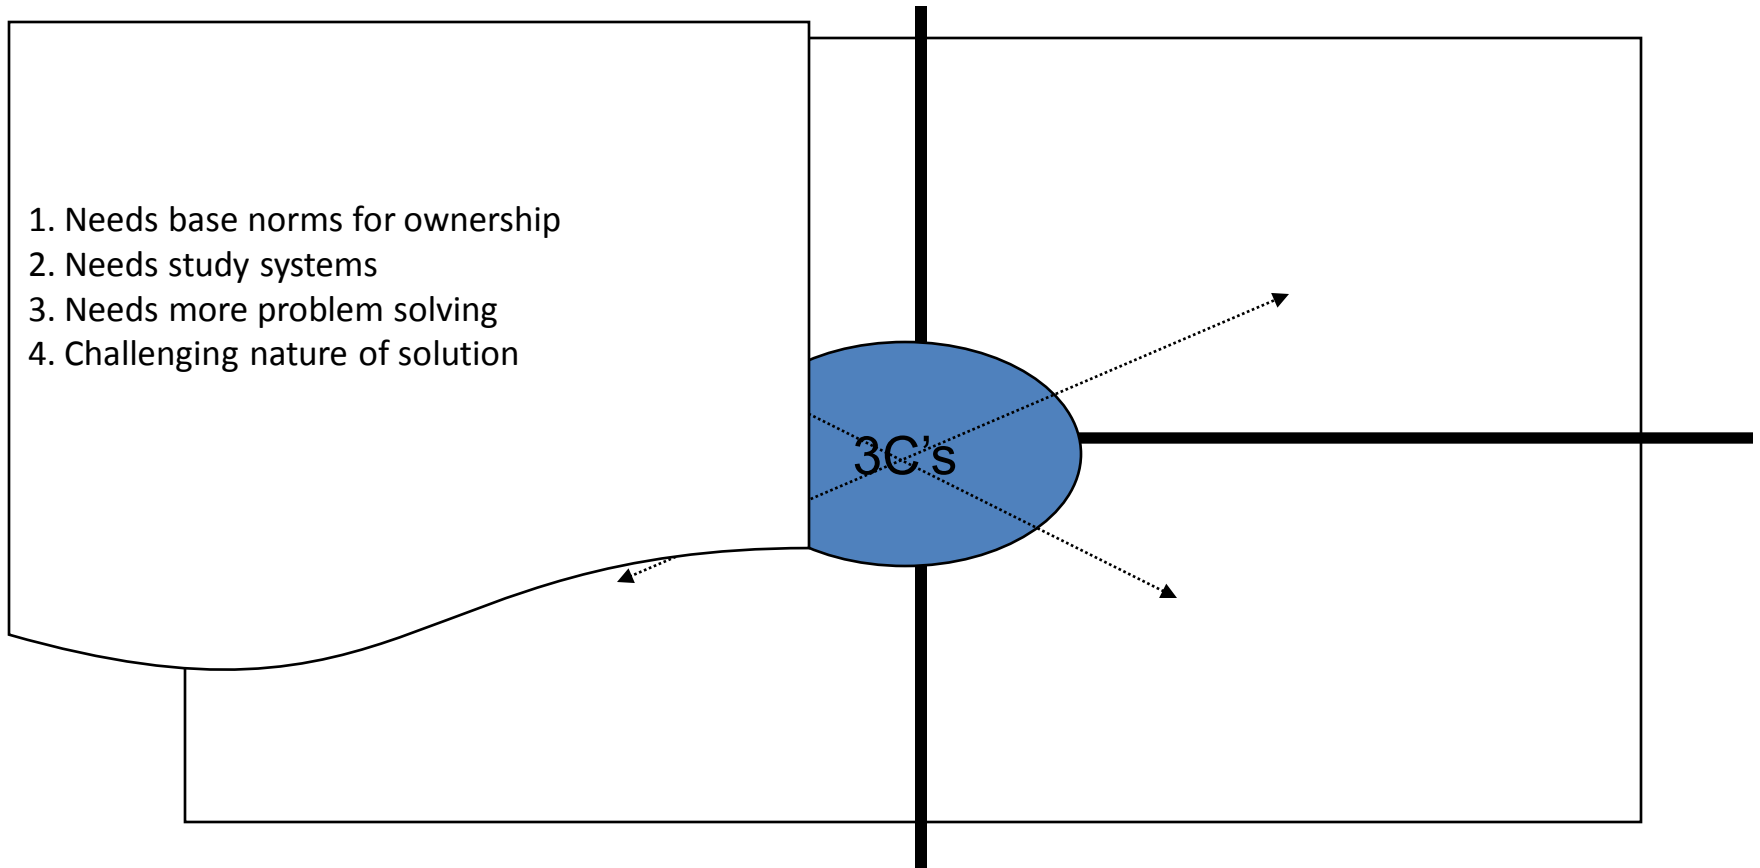 1. Needs base norms for ownership
2. Needs study systems
3. Needs more problem solving
4. Challenging nature of solution
3C’s